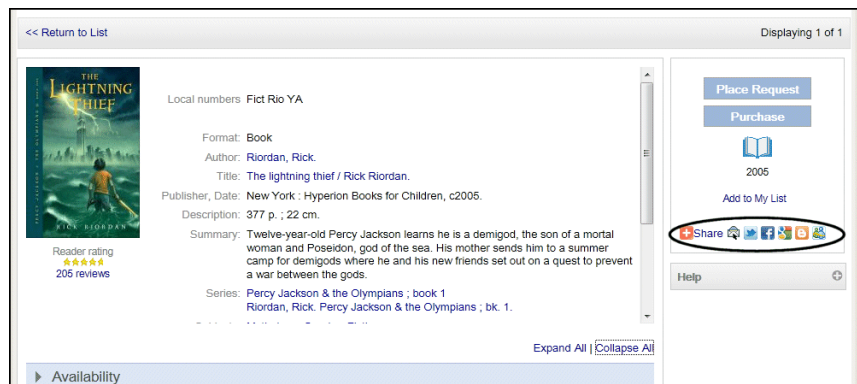 << Return to List
Displaying 1 of 1
THE
LIGHTNING
THIEF
RICK RIORDAN
Reader rating
205 reviews
Local numbers Fict Rio YA
Format: Book
Author: Riordan, Rick.
Title: The lightning thief / Rick Riordan.
Publisher, Date: New York : Hyperion Books for Children, c2005.
Description: 377 p. ; 22 cm.
Summary: Twelve-year-old Percy Jackson learns he is a demigod, the son of a mortal
woman and Poseidon, god of the sea. His mother sends him to a summer
camp for demigods where he and his new friends set out on a quest to prevent
a war between the gods.
Series: Percy Jackson & the Olympians ; book 1
Riordan, Rick. Percy Jackson & the Olympians ; bk. 1.
Expand All | Collapse All
Availability
Place Request
Purchase
2005
Add to My List
Share
Help